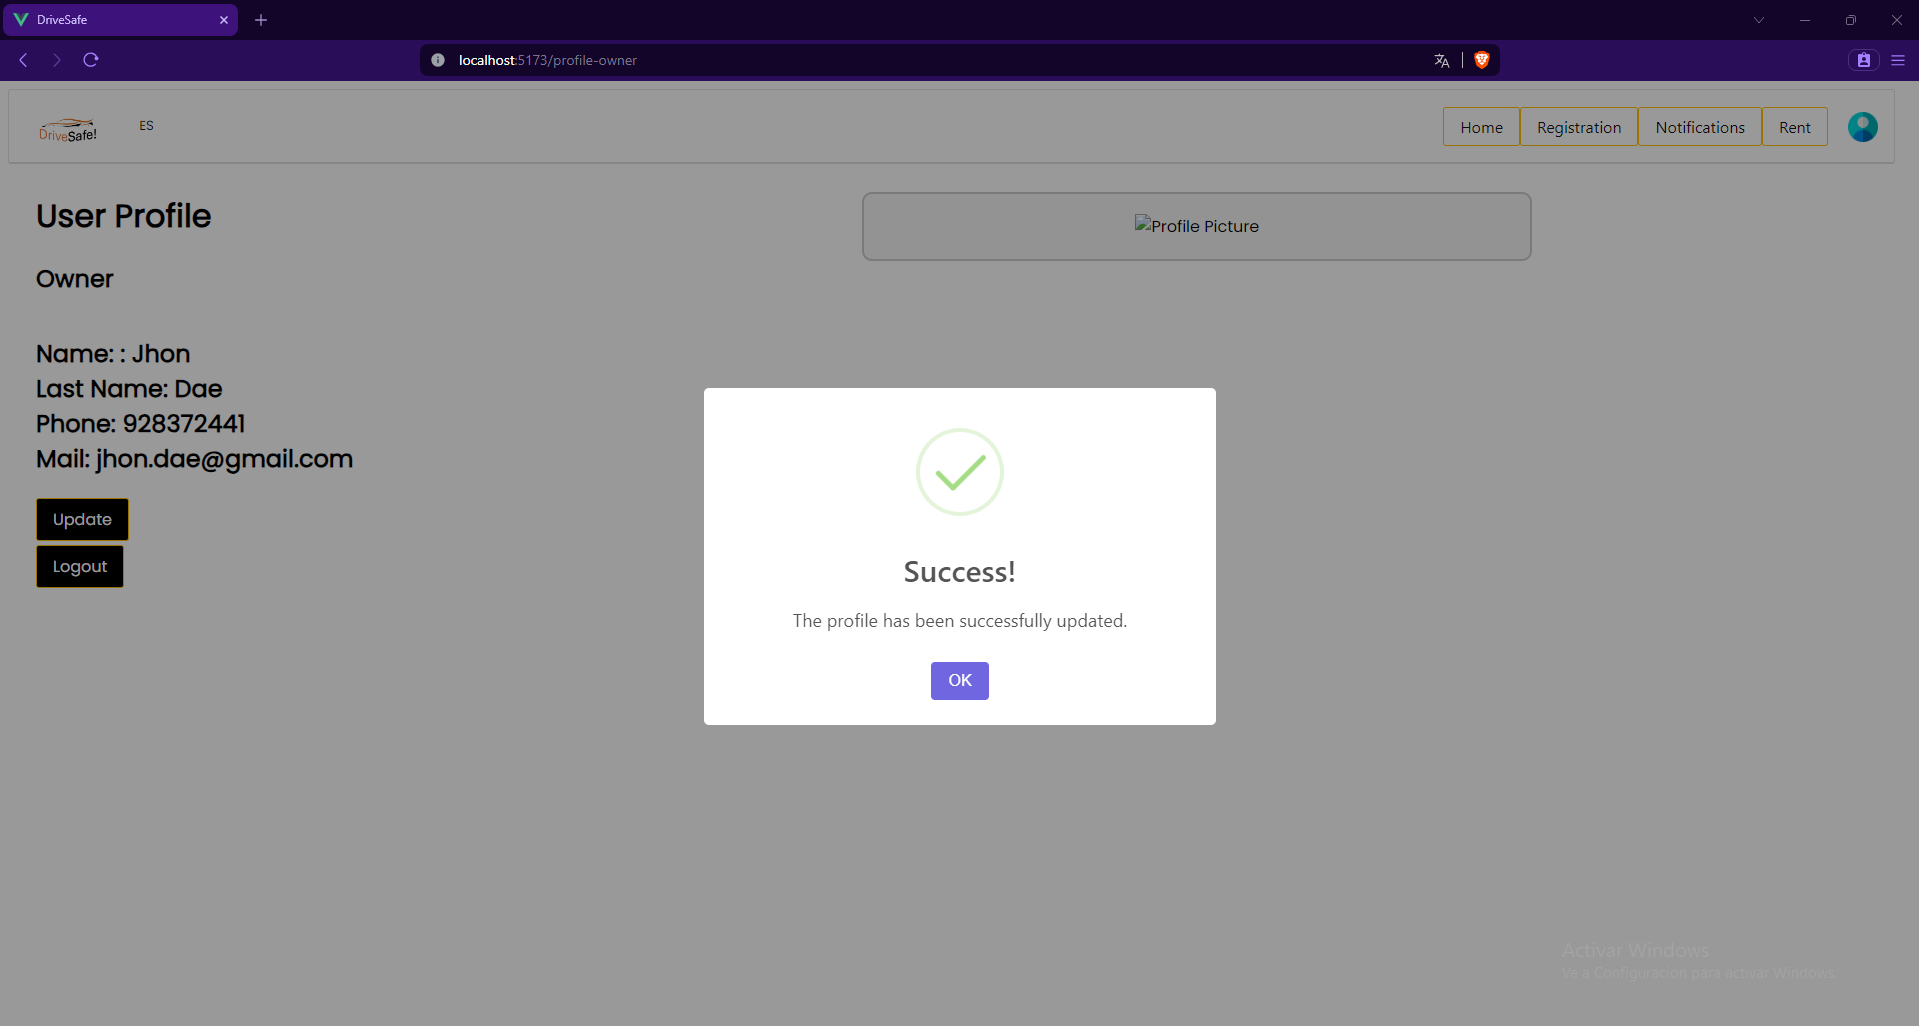 DriveSafe
localhost:5173/profile-owner
DriveSafe!
ES
Home
Registration
Notifications
Rent
User Profile
Profile Picture
Owner
Name: : Jhon
Last Name: Dae
Phone: 928372441
Mail: jhon.dae@gmail.com
Update
Logout
Success!
The profile has been successfully updated.
OK
Activar Windows
Ve a Configuración para activar Windows.